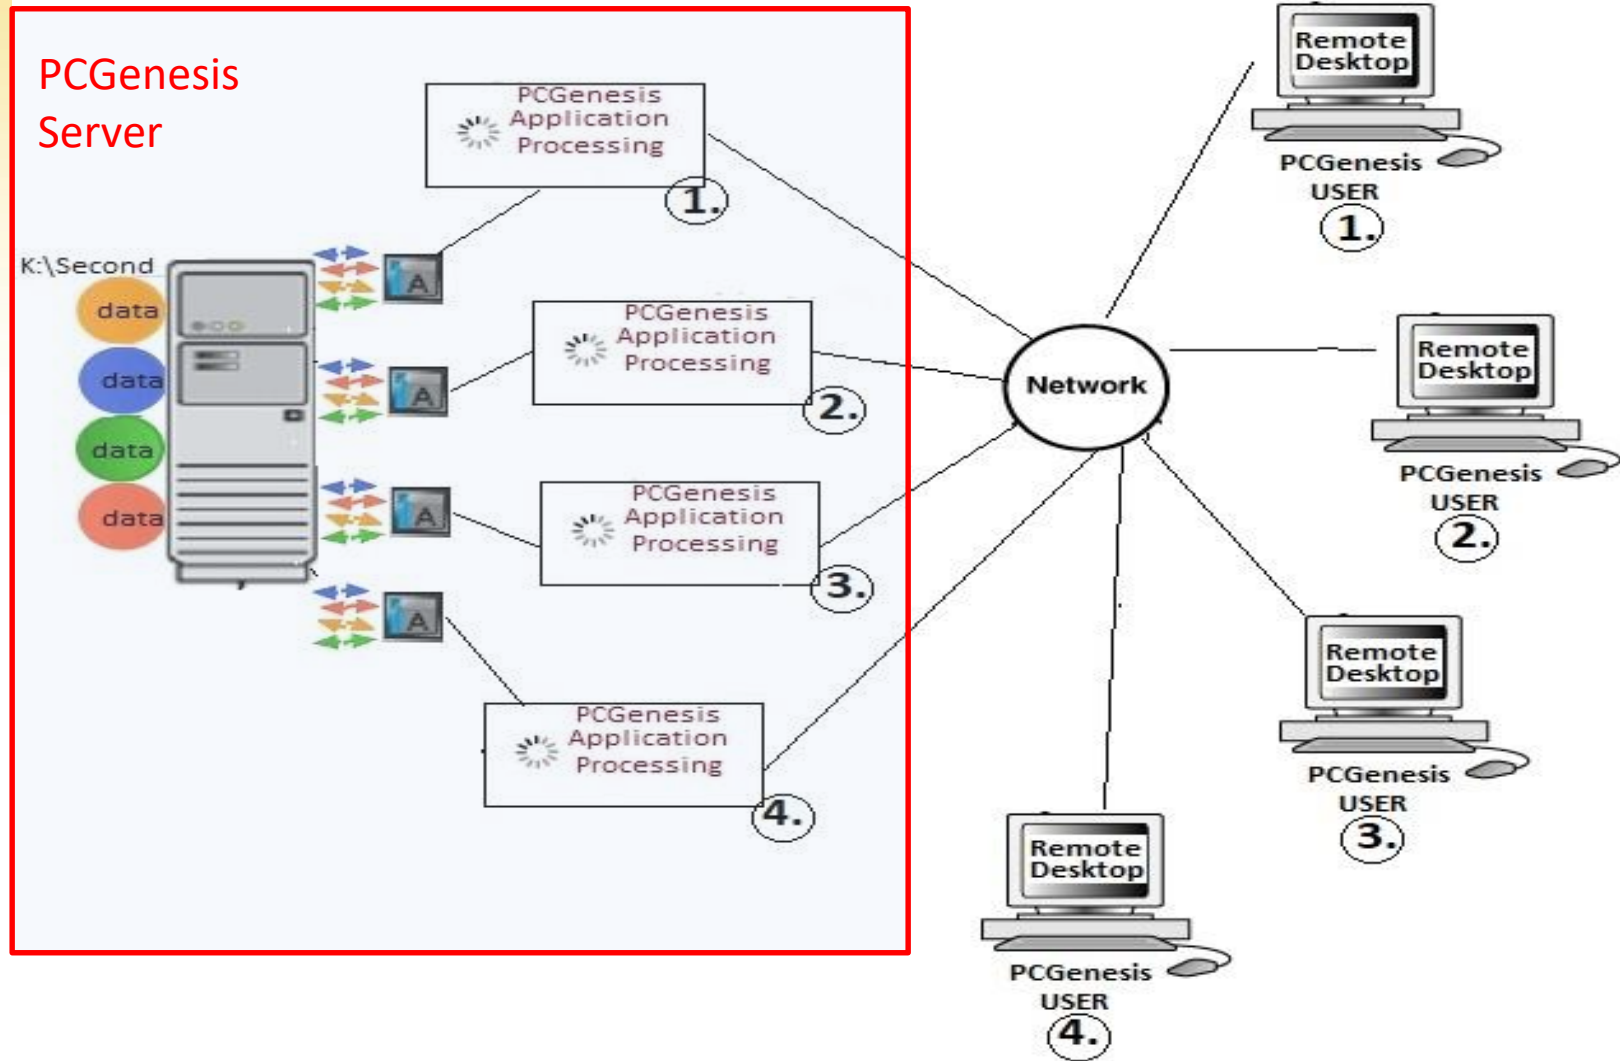 PCGenesis
Server
PCGenesis
Application
Processing
1.
K:\Second
data
data
data
data
A
A
A
A
PCGenesis
Application
Processing
2.
PCGenesis
Application
Processing
3.
PCGenesis
Application
Processing
4.
Network
Remote
Desktop
PCGenesis
USER
1.
Remote
Desktop
PCGenesis
USER
2.
Remote
Desktop
PCGenesis
USER
3.
Remote
Desktop
PCGenesis
USER
4.